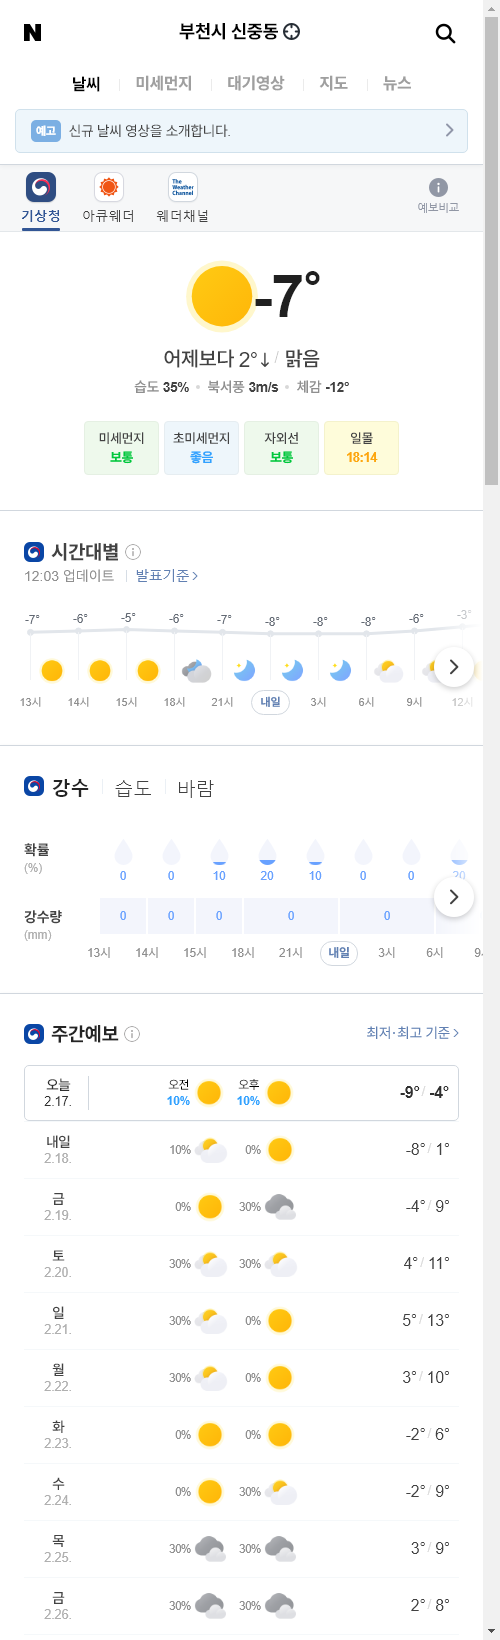 N
부천시 신중동
날씨 미세먼지 대기영상 지도 뉴스
예고 신규 날씨 영상을 소개합니다.
The Weather Channel
기상청 아큐웨더 웨더채널 예보비교
-7°
어제보다 2°↓ / 맑음
습도 35% • 북서풍 3m/s • 체감 -12°
미세먼지 초미세먼지 자외선 일몰
보통 좋음 보통 18:14
시간대별
12:03 업데이트 발표기준 >
-7° -6° -5° -6° -7° -8° -8° -8° -6° -3°
13시 14시 15시 18시 21시 내일 3시 6시 9시 12시
강수 습도 바람
확률
(%)
0 0 10 20 10 0 0 20
강수량
(mm)
0 0 0 0 0
13시 14시 15시 18시 21시 내일 3시 6시 9
주간예보 최저·최고 기준 >
오늘 오전 오후
2.17. 10% 10% -9° / -4°
내일
2.18. 10% 0% -8° / 1°
금
2.19. 0% 30% -4° / 9°
토
2.20. 30% 30% 4° / 11°
일
2.21. 30% 0% 5° / 13°
월
2.22. 30% 0% 3° / 10°
화
2.23. 0% 0% -2° / 6°
수
2.24. 0% 30% -2° / 9°
목
2.25. 30% 30% 3° / 9°
금
2.26. 30% 30% 2° / 8°